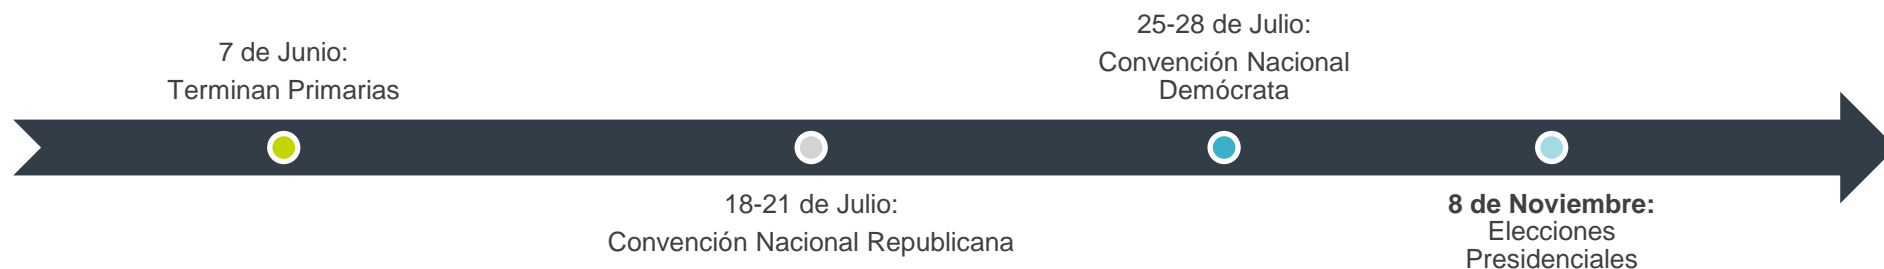 7 de Junio:
Terminan Primarias
18-21 de Julio:
Convención Nacional Republicana
25-28 de Julio:
Convención Nacional
Demócrata
8 de Noviembre:
Elecciones
Presidenciales